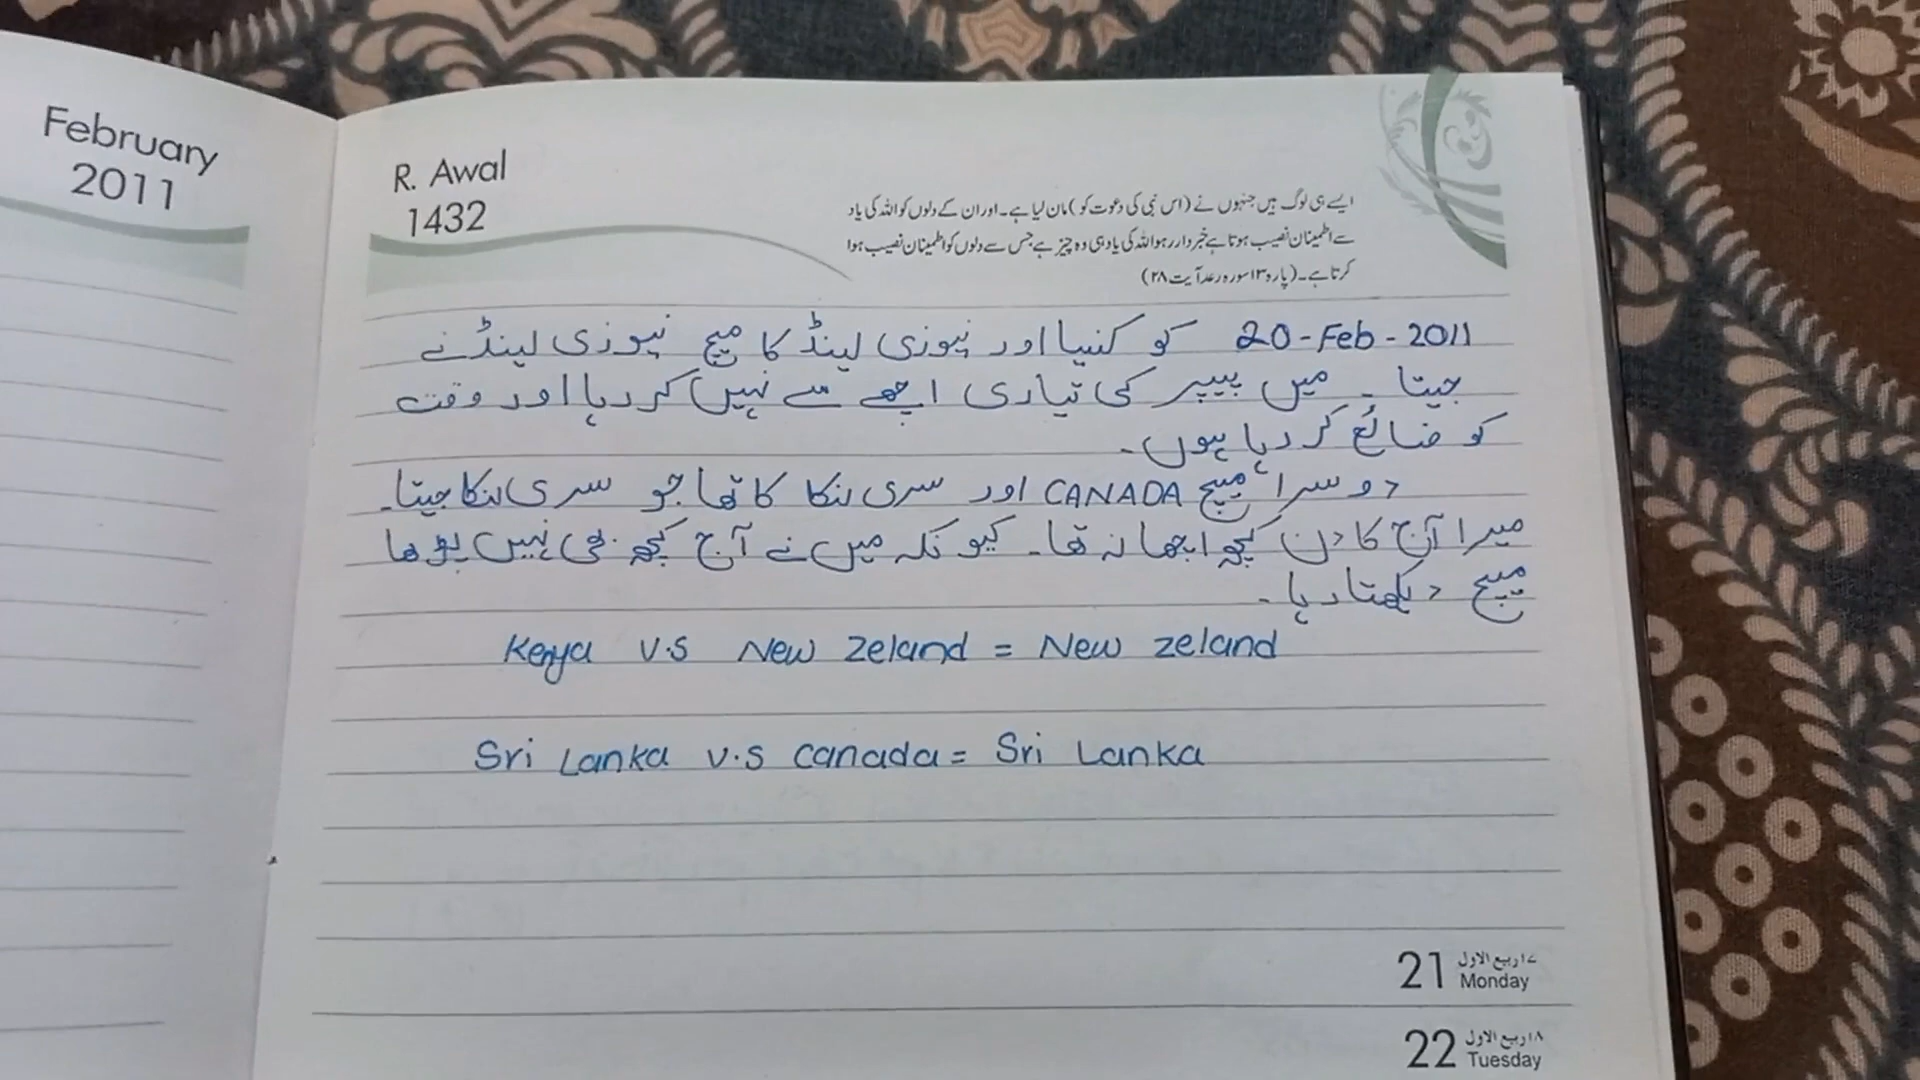 February
2011
R. Awal
1432
ایسے ہی لوگ ہیں جنہوں نے (اس نبی کی دعوت کو) مان لیا ہے۔ اور ان کے دلوں کو اللہ کی یاد
سے اطمینان نصیب ہوتا ہے خبردار رہو اللہ کی یاد ہی وہ چیز ہے جس سے دلوں کو اطمینان نصیب ہوا
کرتا ہے۔ (پارہ ۱۳ سورہ رعد آیت ۲۸)
20-Feb-2011 کو کنیا اور نیوزی لینڈ کا میچ نیوزی لینڈ نے
جیتا ۔ میں پیپر کی تیاری اچھے سے نہیں کر رہا اور وقت
کو ضائع کر رہا ہوں۔
دوسرا میچ CANADA اور سری لنکا کا تھا جو سری لنکا جیتا۔
میرا آج کا دن کچھ اچھا نہ تھا۔ کیونکہ میں نے آج کچھ بھی نہیں پڑھا
میچ دیکھتا رہا۔
Kenya V.S New Zeland = New zeland
Sri Lanka V.S Canada = Sri Lanka
21 ۱۷ ربیع الاول
Monday
22 ۱۸ ربیع الاول
Tuesday